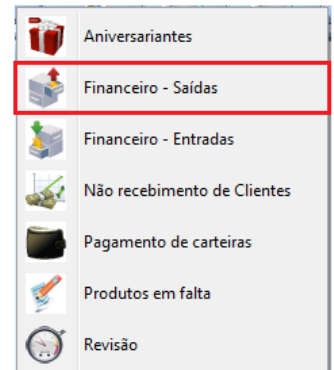 Aniversariantes
Financeiro - Saídas
Financeiro - Entradas
Não recebimento de Clientes
Pagamento de carteiras
Produtos em falta
Revisão